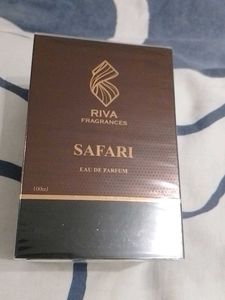 RIVA
FRAGRANCES
SAFARI
EAU DE PARFUM
100ml